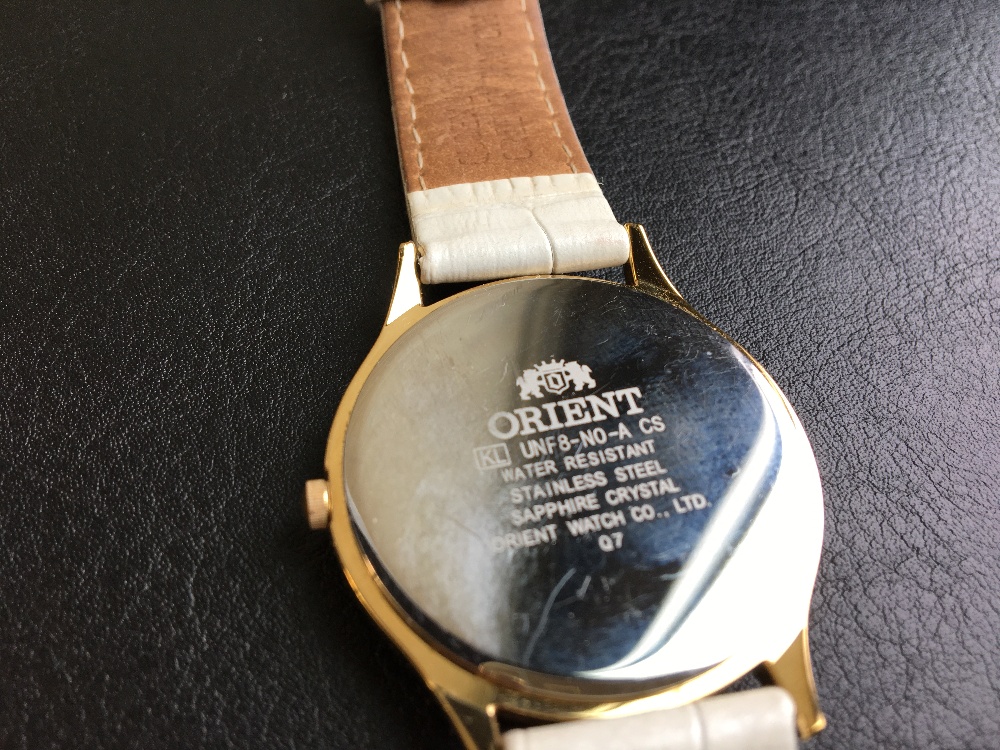 ORIENT
KL UNF8-N0-A CS
WATER RESISTANT
STAINLESS STEEL
SAPPHIRE CRYSTAL
ORIENT WATCH CO., LTD.
Q7